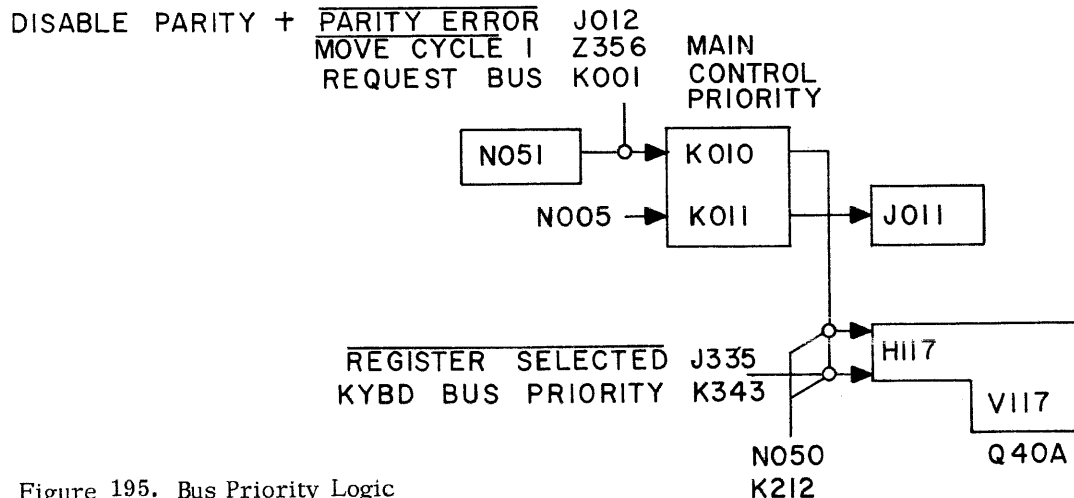 DISABLE PARITY + PARITY ERROR J012
MOVE CYCLE I Z356 MAIN
REQUEST BUS K001 CONTROL
PRIORITY
N051 K010
N005 K011 J011
REGISTER SELECTED J335 H117
KYBD BUS PRIORITY K343
V117
N050 Q40A
K212
Figure 195. Bus Priority Logic